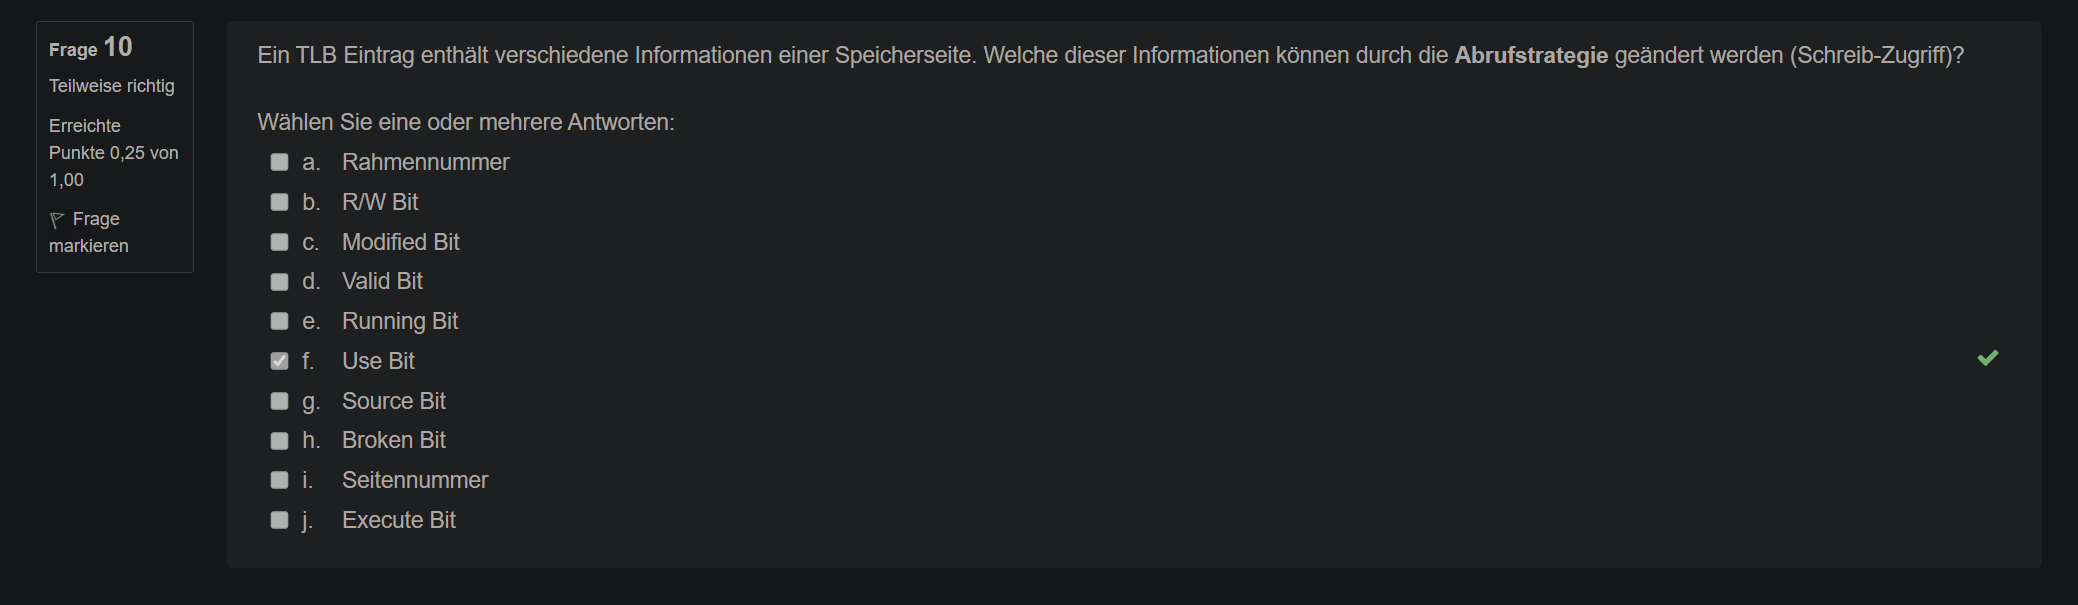 Frage 10
Teilweise richtig
Erreichte
Punkte 0,25 von
1,00
Frage
markieren
Ein TLB Eintrag enthält verschiedene Informationen einer Speicherseite. Welche dieser Informationen können durch die Abrufstrategie geändert werden (Schreib-Zugriff)?
Wählen Sie eine oder mehrere Antworten:
a. Rahmennummer
b. R/W Bit
c. Modified Bit
d. Valid Bit
e. Running Bit
f. Use Bit
g. Source Bit
h. Broken Bit
i. Seitennummer
j. Execute Bit